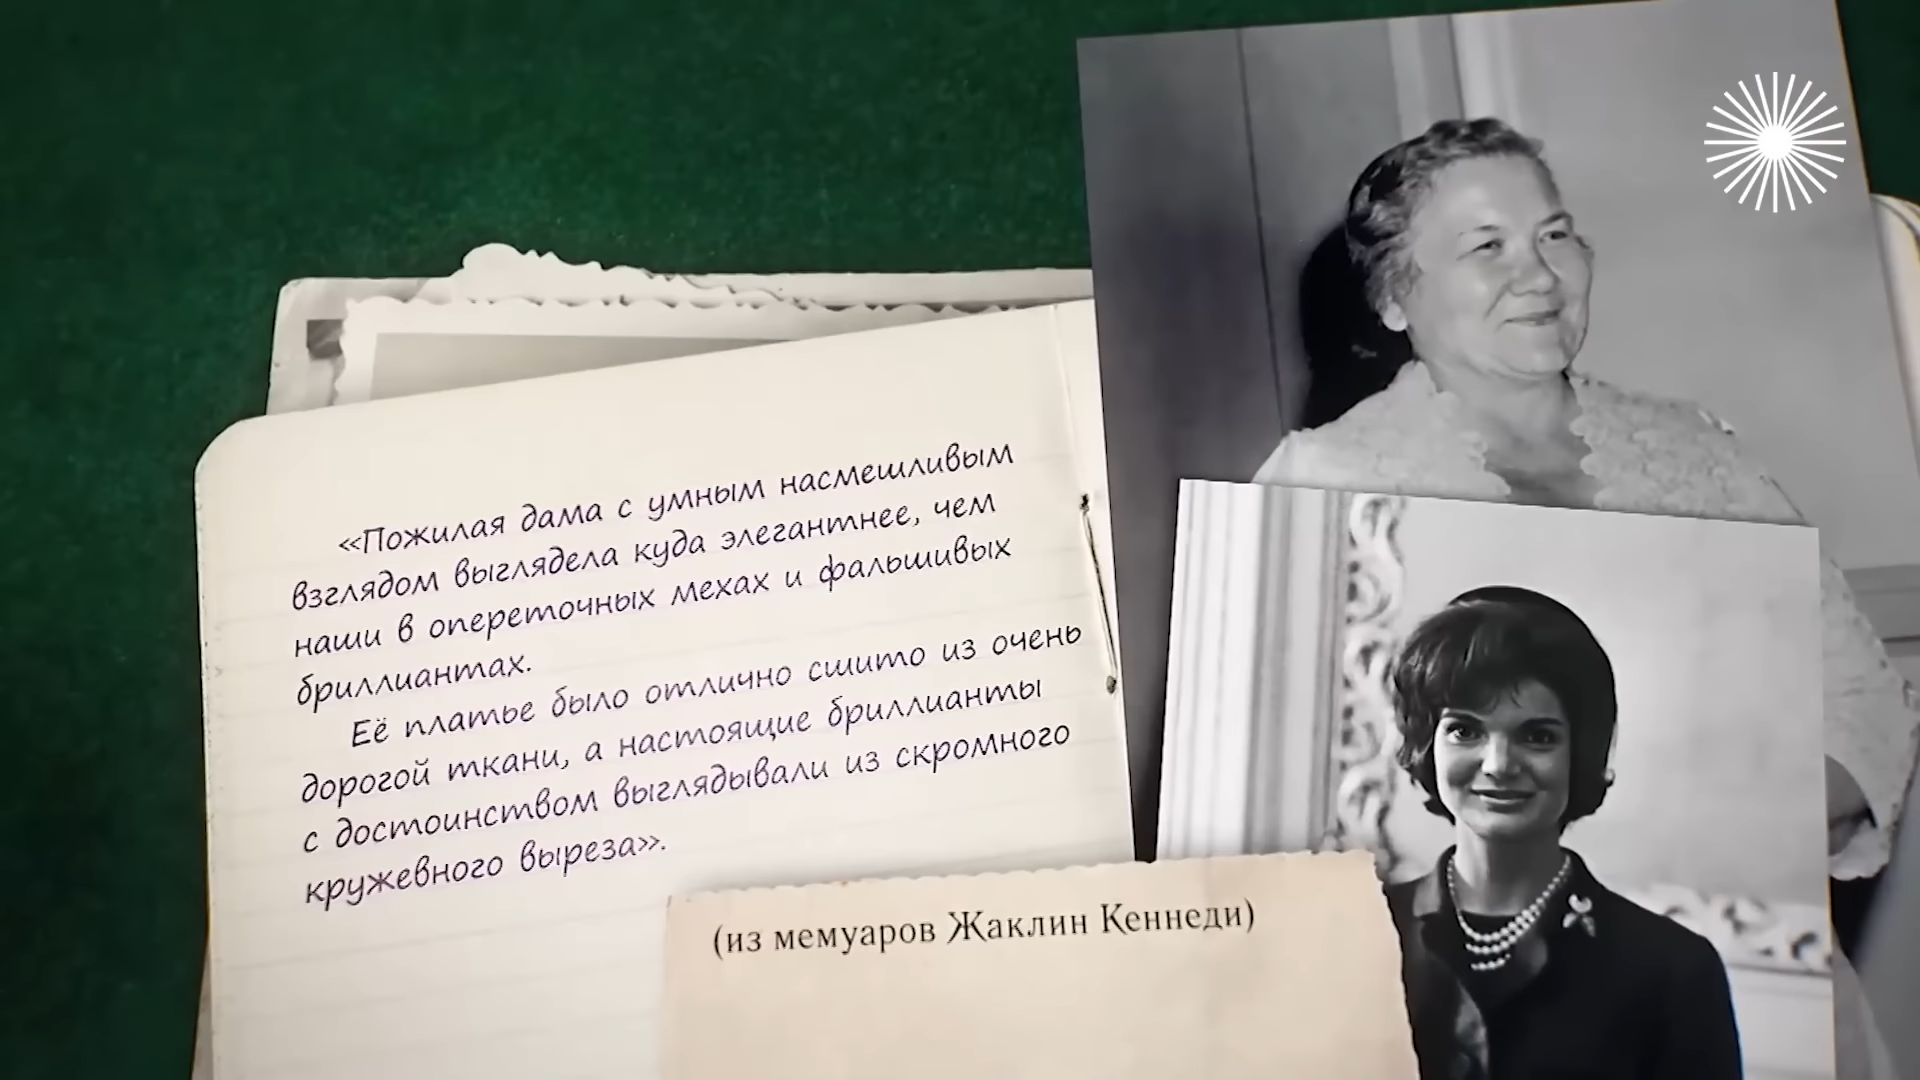 «Пожилая дама с умным насмешливым
взглядом выглядела куда элегантнее, чем
наши в опереточных мехах и фальшивых
бриллиантах.
Её платье было отлично сшито из очень
дорогой ткани, а настоящие бриллианты
с достоинством выглядывали из скромного
кружевного выреза».
(из мемуаров Жаклин Кеннеди)